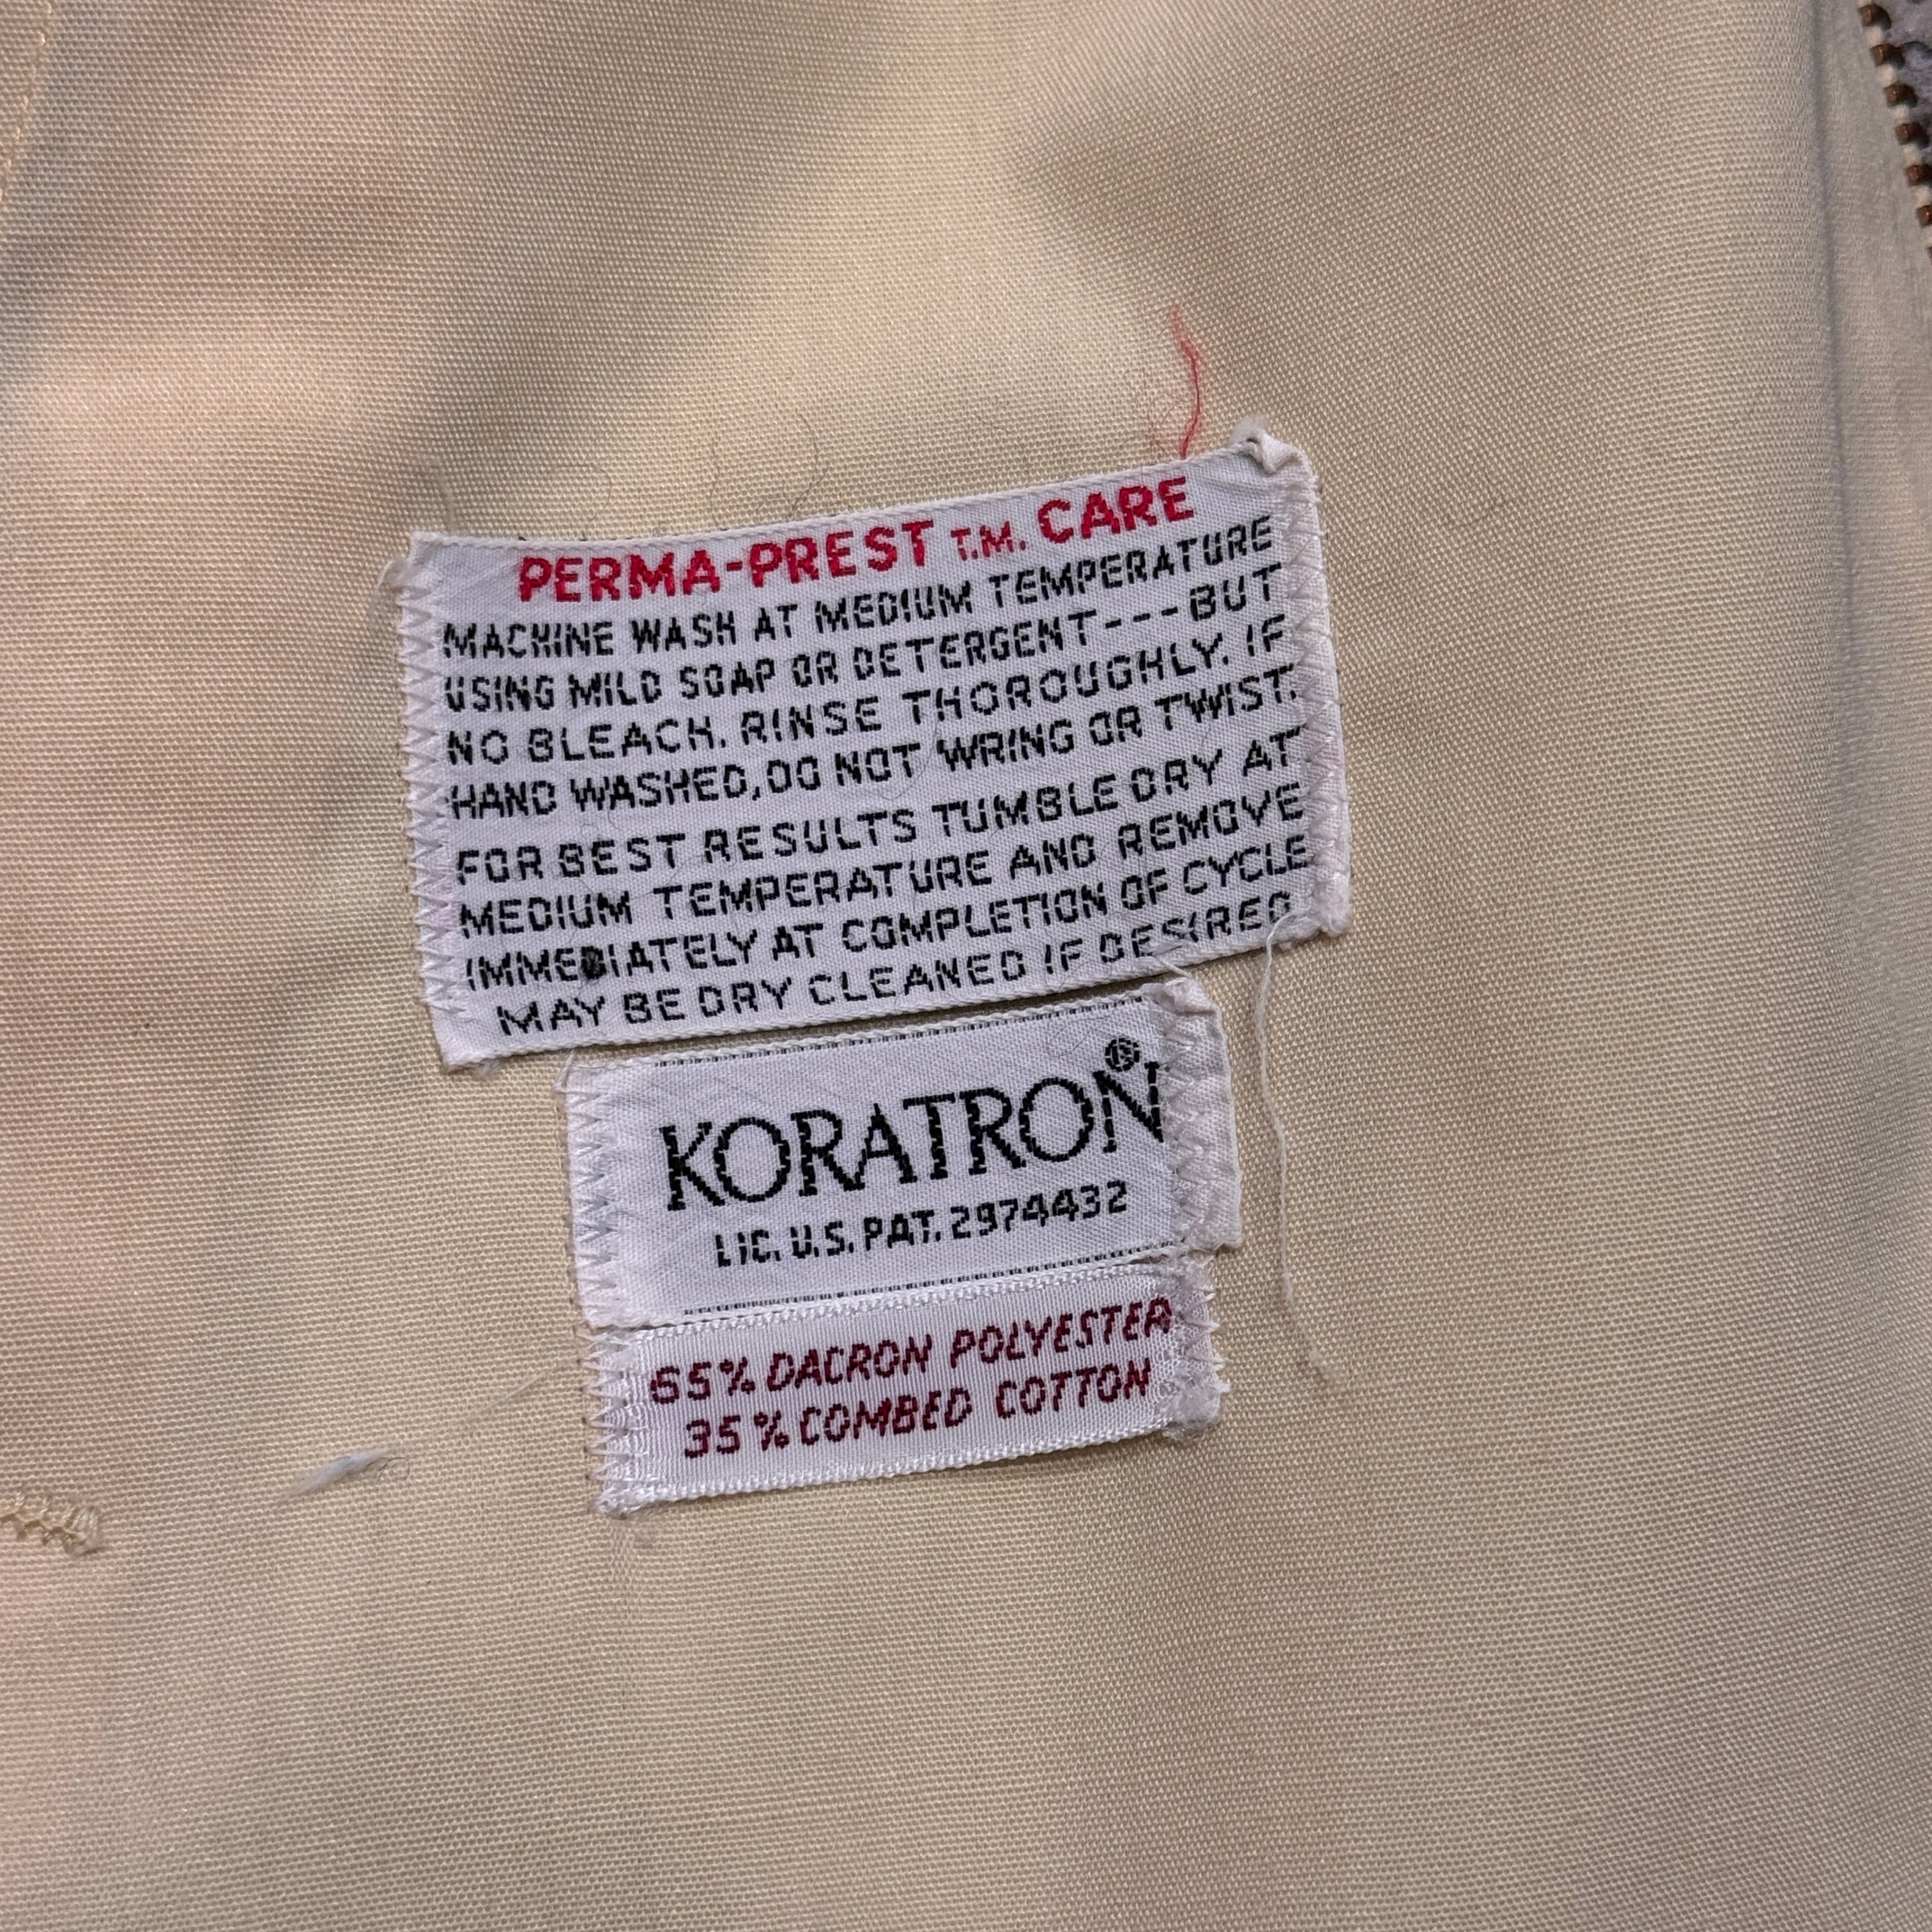 PERMA-PREST T.M. CARE
MACHINE WASH AT MEDIUM TEMPERATURE
USING MILD SOAP OR DETERGENT---BUT
NO BLEACH. RINSE THOROUGHLY. IF
HAND WASHED, DO NOT WRING OR TWIST.
FOR BEST RESULTS TUMBLE DRY AT
MEDIUM TEMPERATURE AND REMOVE
IMMEDIATELY AT COMPLETION OF CYCLE
MAY BE DRY CLEANED IF DESIRED
KORATRON®
LIC. U.S. PAT. 2974432
65% DACRON POLYESTER
35% COMBED COTTON